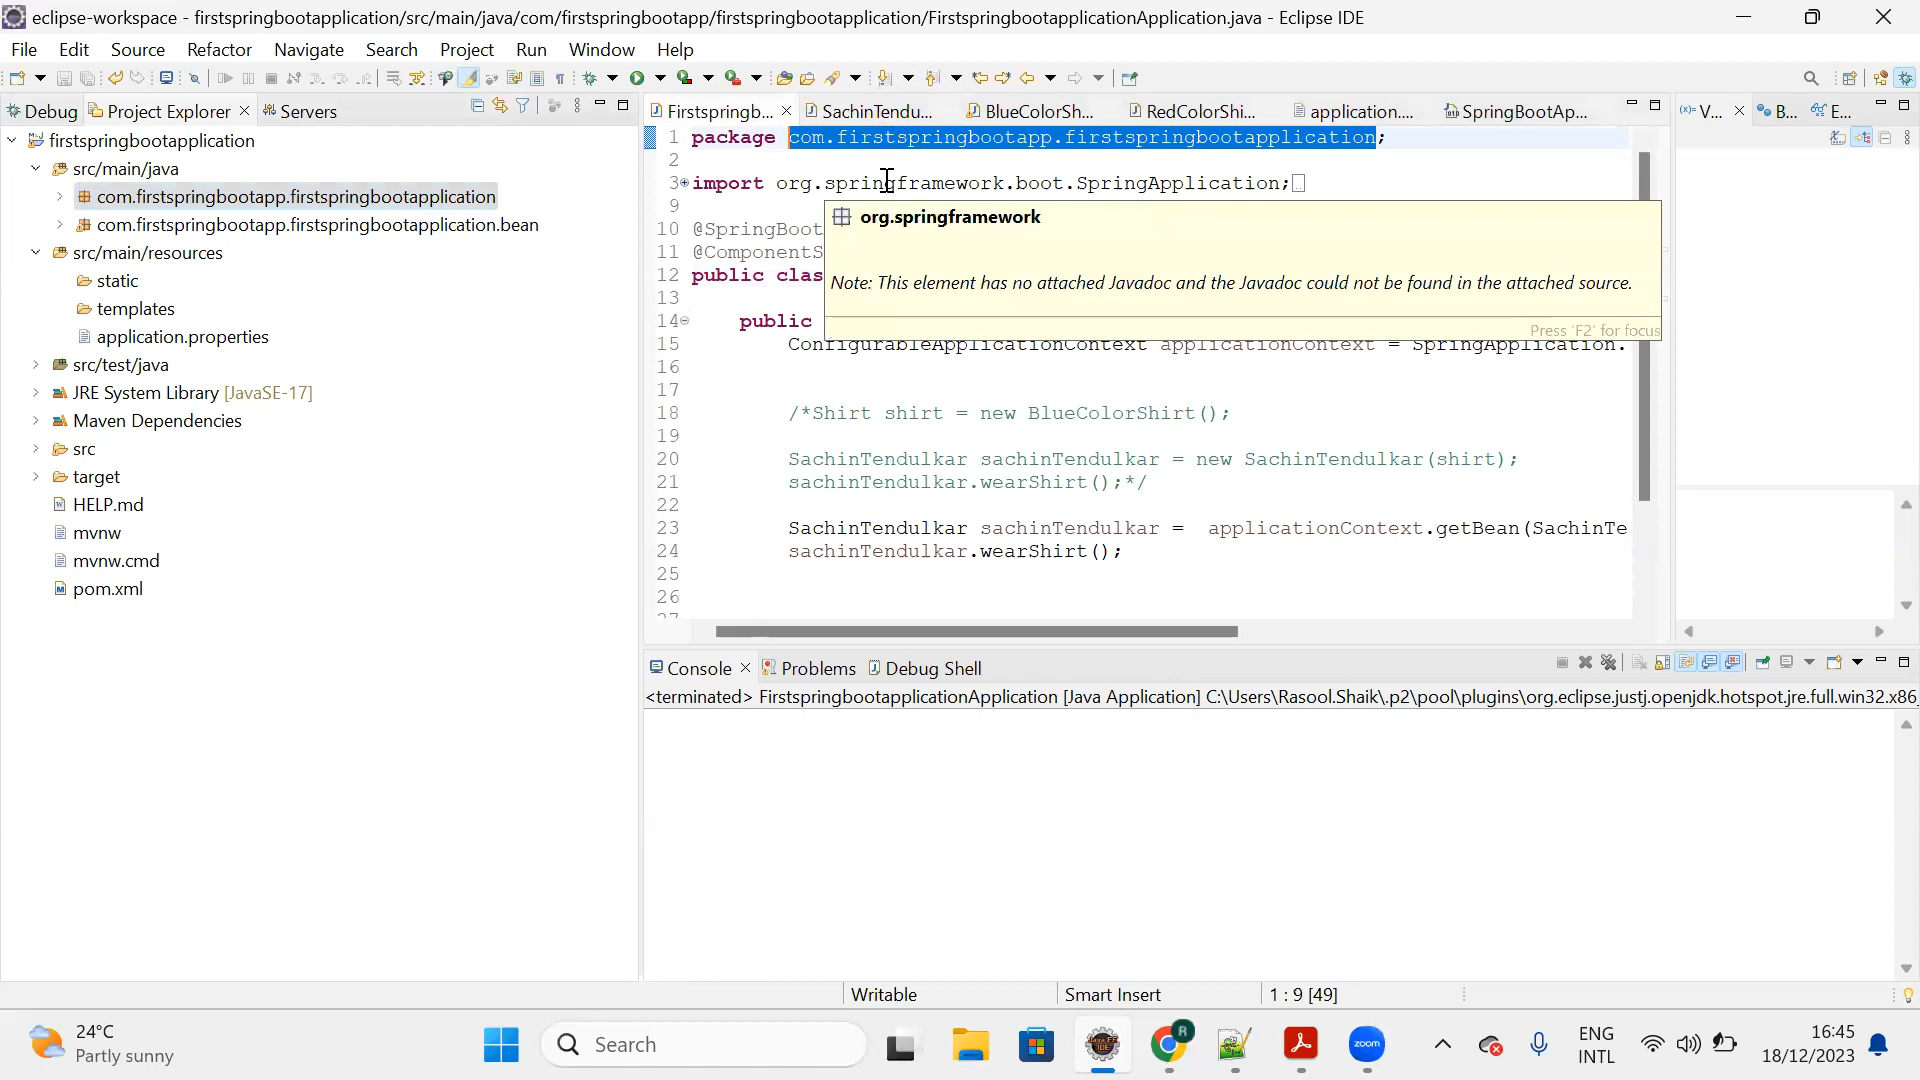 eclipse-workspace - firstspringbootapplication/src/main/java/com/firstspringbootapp/firstspringbootapplication/FirstspringbootapplicationApplication.java - Eclipse IDE
File Edit Source Refactor Navigate Search Project Run Window Help
Debug Project Explorer Servers
firstspringbootapplication
src/main/java
com.firstspringbootapp.firstspringbootapplication
com.firstspringbootapp.firstspringbootapplication.bean
src/main/resources
static
templates
application.properties
src/test/java
JRE System Library [JavaSE-17]
Maven Dependencies
src
target
HELP.md
mvnw
mvnw.cmd
pom.xml
Firstspringb... SachinTendu... BlueColorSh... RedColorShi... application.... SpringBootAp...
1 package com.firstspringbootapp.firstspringbootapplication;
2
3 import org.springframework.boot.SpringApplication;
9
10 @SpringBoot
11 @ComponentS
12 public clas
13
14 public
15 ConfigurableApplicationContext applicationContext = SpringApplication.
16
17
18 /*Shirt shirt = new BlueColorShirt();
19
20 SachinTendulkar sachinTendulkar = new SachinTendulkar(shirt);
21 sachinTendulkar.wearShirt();*/
22
23 SachinTendulkar sachinTendulkar = applicationContext.getBean(SachinTe
24 sachinTendulkar.wearShirt();
25
26
27
org.springframework
Note: This element has no attached Javadoc and the Javadoc could not be found in the attached source.
Press 'F2' for focus
(x)= V... B... E...
Console Problems Debug Shell
<terminated> FirstspringbootapplicationApplication [Java Application] C:\Users\Rasool.Shaik\.p2\pool\plugins\org.eclipse.justj.openjdk.hotspot.jre.full.win32.x86_
Writable Smart Insert 1 : 9 [49]
24°C
Partly sunny
Search
R
Java EE
IDE
zoom
ENG
INTL
16:45
18/12/2023